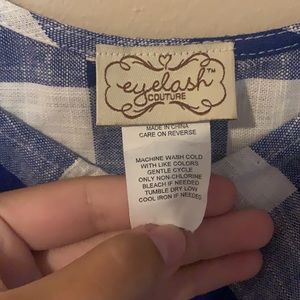 eyelash™
COUTURE
MADE IN CHINA
CARE ON REVERSE
MACHINE WASH COLD
WITH LIKE COLORS
GENTLE CYCLE
ONLY NON-CHLORINE
BLEACH IF NEEDED
TUMBLE DRY LOW
COOL IRON IF NEEDED